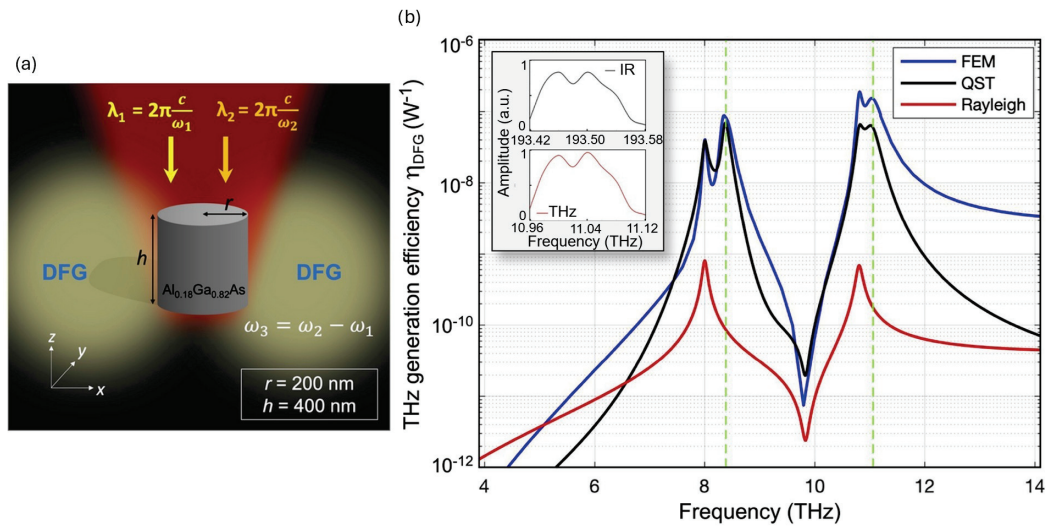 (a)
λ₁ = 2π c/ω₁
λ₂ = 2π c/ω₂
r
h
DFG
DFG
Al0.18Ga0.82As
ω₃ = ω₂ − ω₁
z
y
x
r = 200 nm
h = 400 nm
(b)
THz generation efficiency ηDFG (W⁻¹)
10⁻⁶
10⁻⁸
10⁻¹⁰
10⁻¹²
4 6 8 10 12 14
Frequency (THz)
FEM
QST
Rayleigh
Amplitude (a.u.)
1
0
IR
193.42 193.50 193.58
1
0
THz
10.96 11.04 11.12
Frequency (THz)